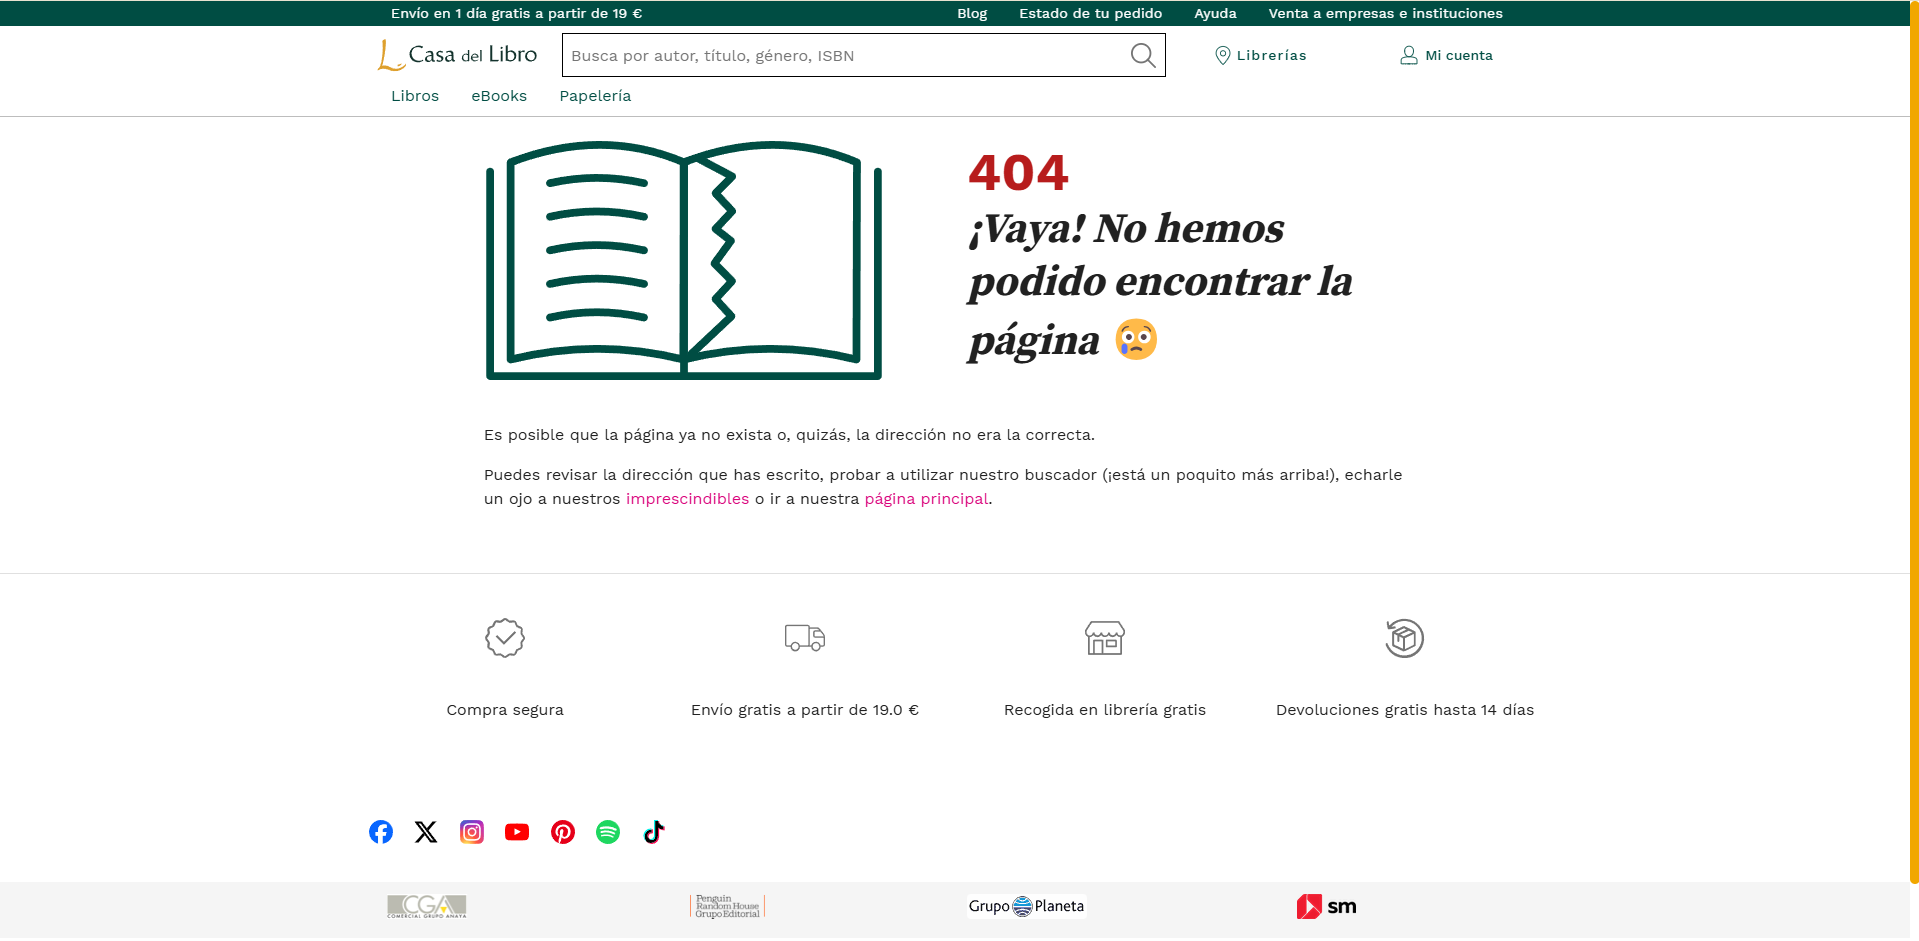 Envío en 1 día gratis a partir de 19 €
Blog
Estado de tu pedido
Ayuda
Venta a empresas e instituciones
Casa del Libro
Busca por autor, título, género, ISBN
Librerías
Mi cuenta
Libros
eBooks
Papelería
404
¡Vaya! No hemos
podido encontrar la
página
Es posible que la página ya no exista o, quizás, la dirección no era la correcta.
Puedes revisar la dirección que has escrito, probar a utilizar nuestro buscador (¡está un poquito más arriba!), echarle
un ojo a nuestros imprescindibles o ir a nuestra página principal.
Compra segura
Envío gratis a partir de 19.0 €
Recogida en librería gratis
Devoluciones gratis hasta 14 días
CGA
COMERCIAL GRUPO ANAYA
Penguin
Random House
Grupo Editorial
Grupo Planeta
sm